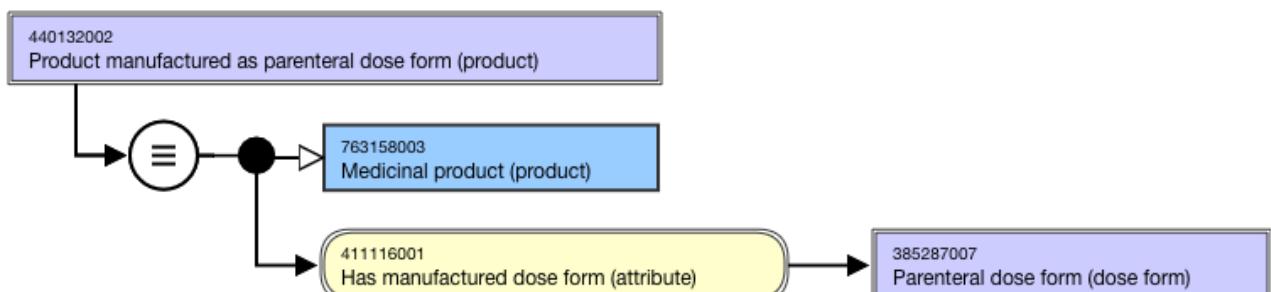 440132002
Product manufactured as parenteral dose form (product)
763158003
Medicinal product (product)
411116001
Has manufactured dose form (attribute)
385287007
Parenteral dose form (dose form)